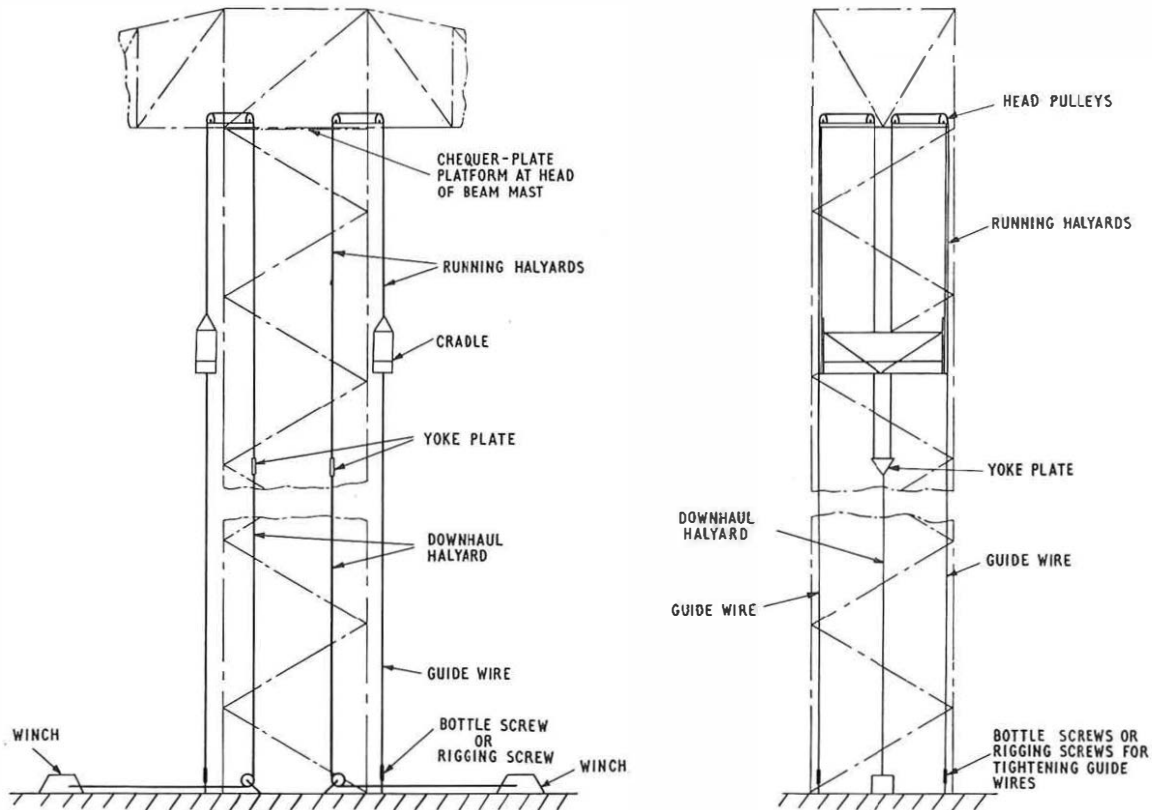 CHEQUER-PLATE
PLATFORM AT HEAD
OF BEAM MAST
RUNNING HALYARDS
CRADLE
YOKE PLATE
DOWNHAUL
HALYARD
GUIDE WIRE
BOTTLE SCREW
OR
RIGGING SCREW
WINCH
WINCH
HEAD PULLEYS
RUNNING HALYARDS
YOKE PLATE
DOWNHAUL
HALYARD
GUIDE WIRE
GUIDE WIRE
BOTTLE SCREWS OR
RIGGING SCREWS FOR
TIGHTENING GUIDE
WIRES